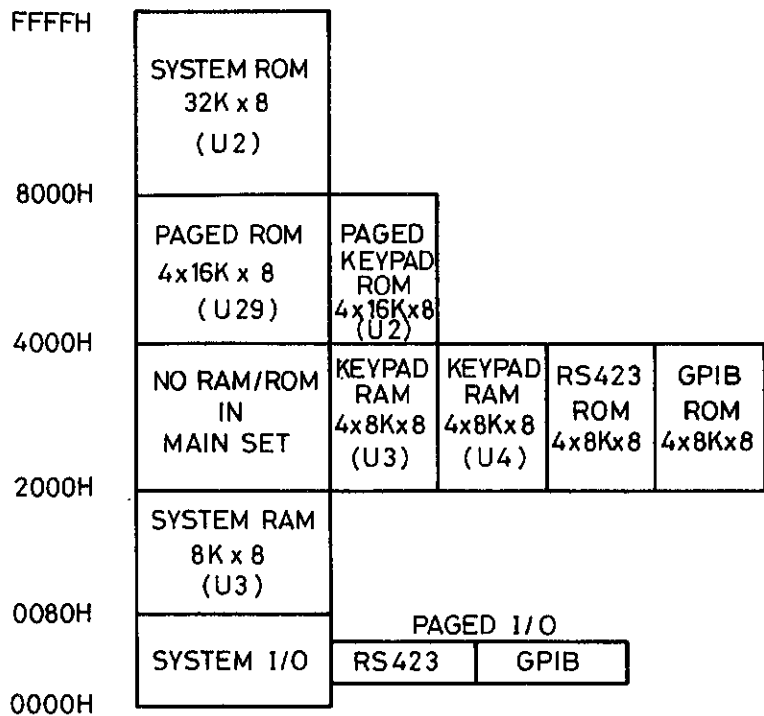 FFFFH
SYSTEM ROM
32K x 8
(U2)
8000H
PAGED ROM
4x16K x 8
(U29)
PAGED
KEYPAD
ROM
4x16Kx8
(U2)
4000H
NO RAM/ROM
IN
MAIN SET
KEYPAD
RAM
4x8Kx8
(U3)
KEYPAD
RAM
4x8Kx8
(U4)
RS423
ROM
4x8Kx8
GPIB
ROM
4x8Kx8
2000H
SYSTEM RAM
8K x 8
(U3)
0080H
PAGED I/O
SYSTEM I/O
RS423
GPIB
0000H